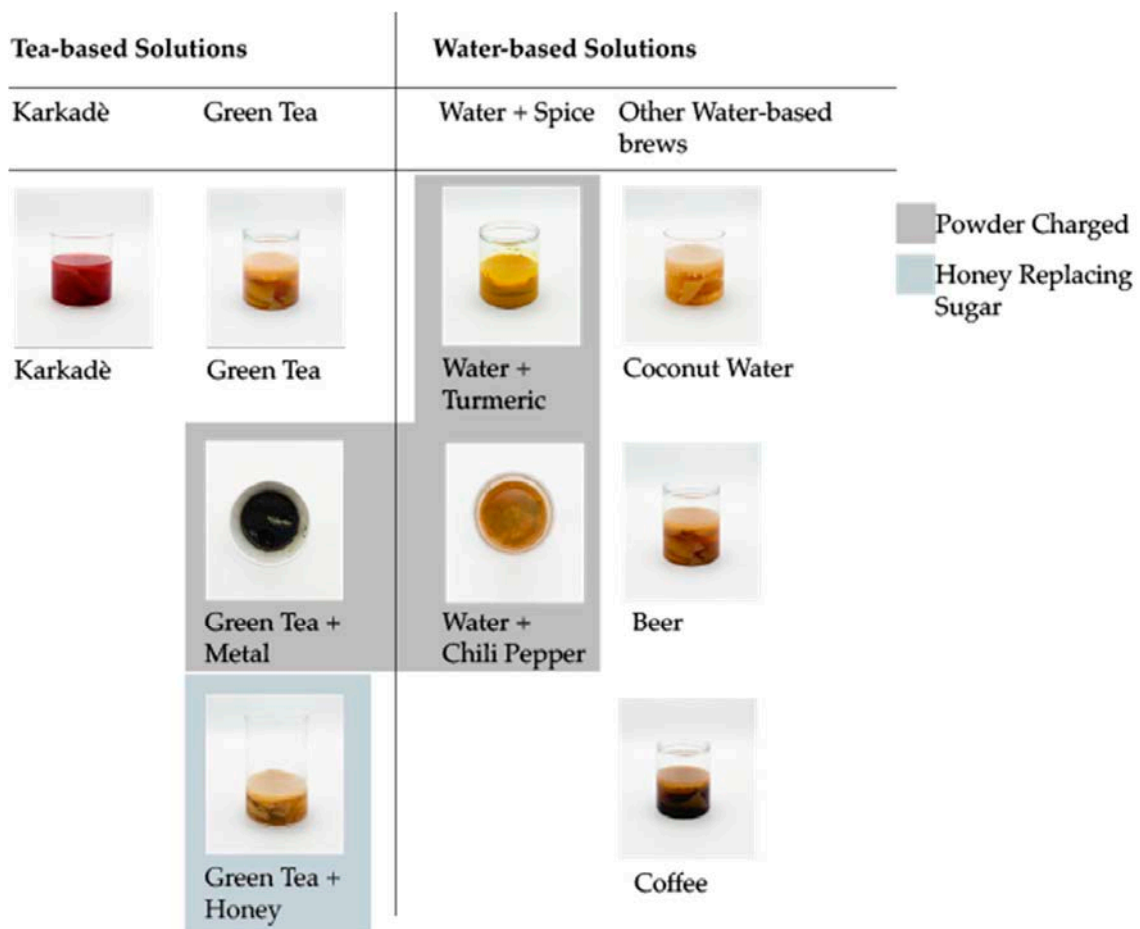 Tea-based Solutions
Water-based Solutions
Karkadè
Green Tea
Water + Spice
Other Water-based
brews
Powder Charged
Honey Replacing
Sugar
Karkadè
Green Tea
Water +
Turmeric
Coconut Water
Green Tea +
Metal
Water +
Chili Pepper
Beer
Green Tea +
Honey
Coffee